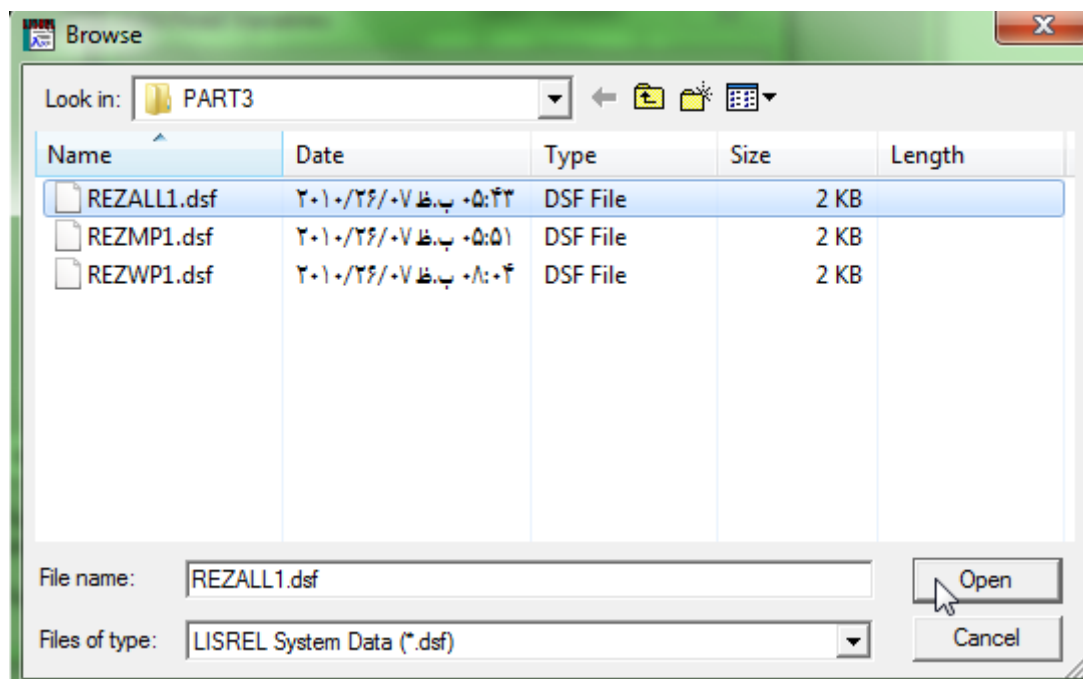 Browse
Look in: PART3
Name Date Type Size Length
REZALL1.dsf ۲۰۱۰/۲۶/۰۷ ب.ظ ۰۵:۴۳ DSF File 2 KB
REZMP1.dsf ۲۰۱۰/۲۶/۰۷ ب.ظ ۰۵:۵۱ DSF File 2 KB
REZWP1.dsf ۲۰۱۰/۲۶/۰۷ ب.ظ ۰۸:۰۴ DSF File 2 KB
File name: REZALL1.dsf Open
Files of type: LISREL System Data (*.dsf) Cancel